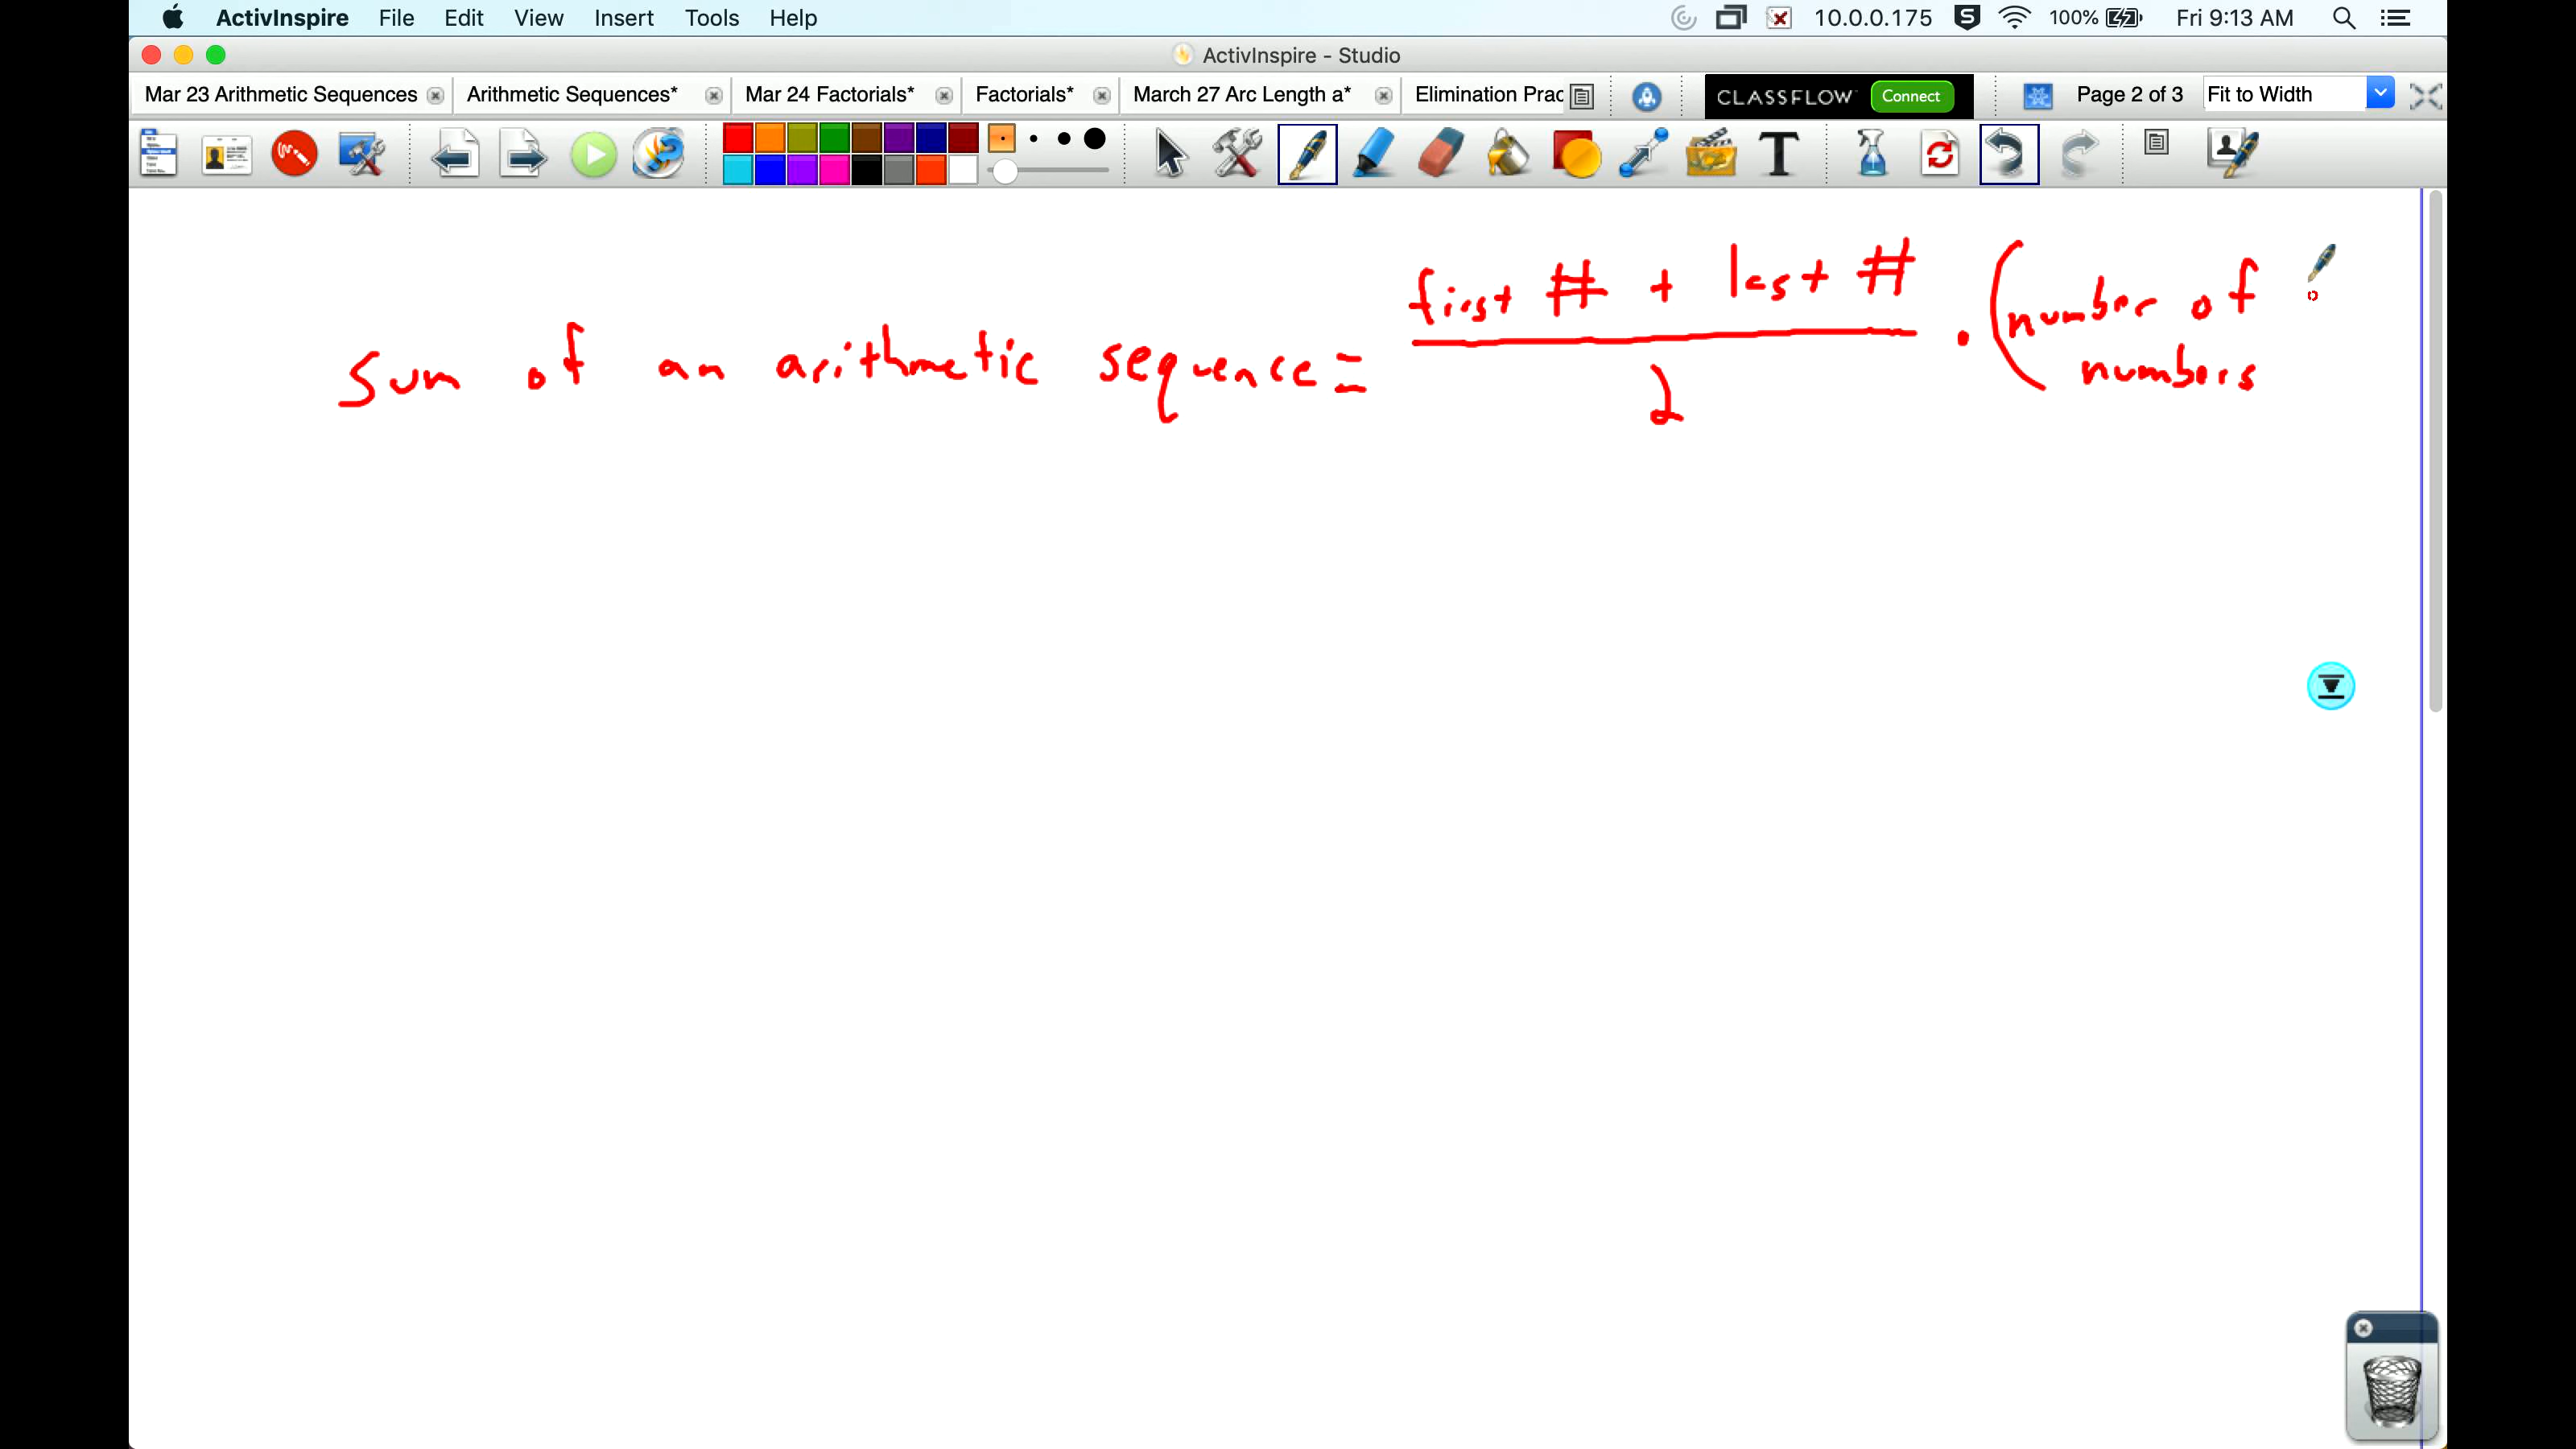 ActivInspire File Edit View Insert Tools Help 10.0.0.175 S 100% Fri 9:13 AM
ActivInspire - Studio
Mar 23 Arithmetic Sequences Arithmetic Sequences* Mar 24 Factorials* Factorials* March 27 Arc Length a* Elimination Prac CLASSFLOW Connect Page 2 of 3 Fit to Width
T
Sum of an arithmetic sequence = first # + last # / 2 · (number of
numbers